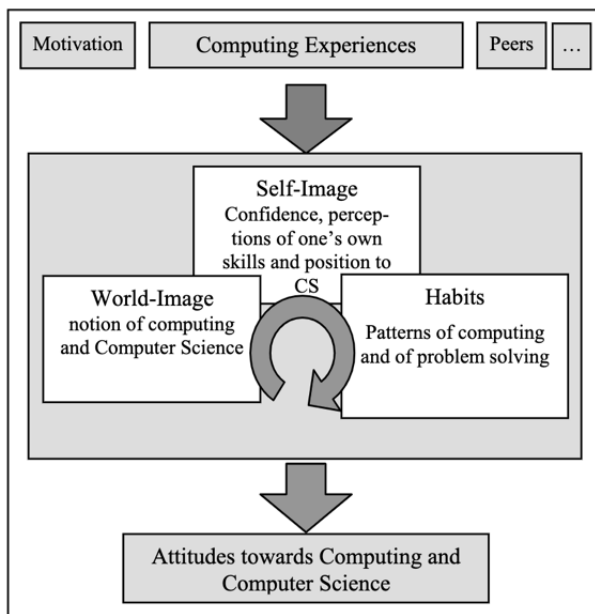 Motivation
Computing Experiences
Peers
...
Self-Image
Confidence, percep-
tions of one's own
skills and position to
CS
World-Image
notion of computing
and Computer Science
Habits
Patterns of computing
and of problem solving
Attitudes towards Computing and
Computer Science